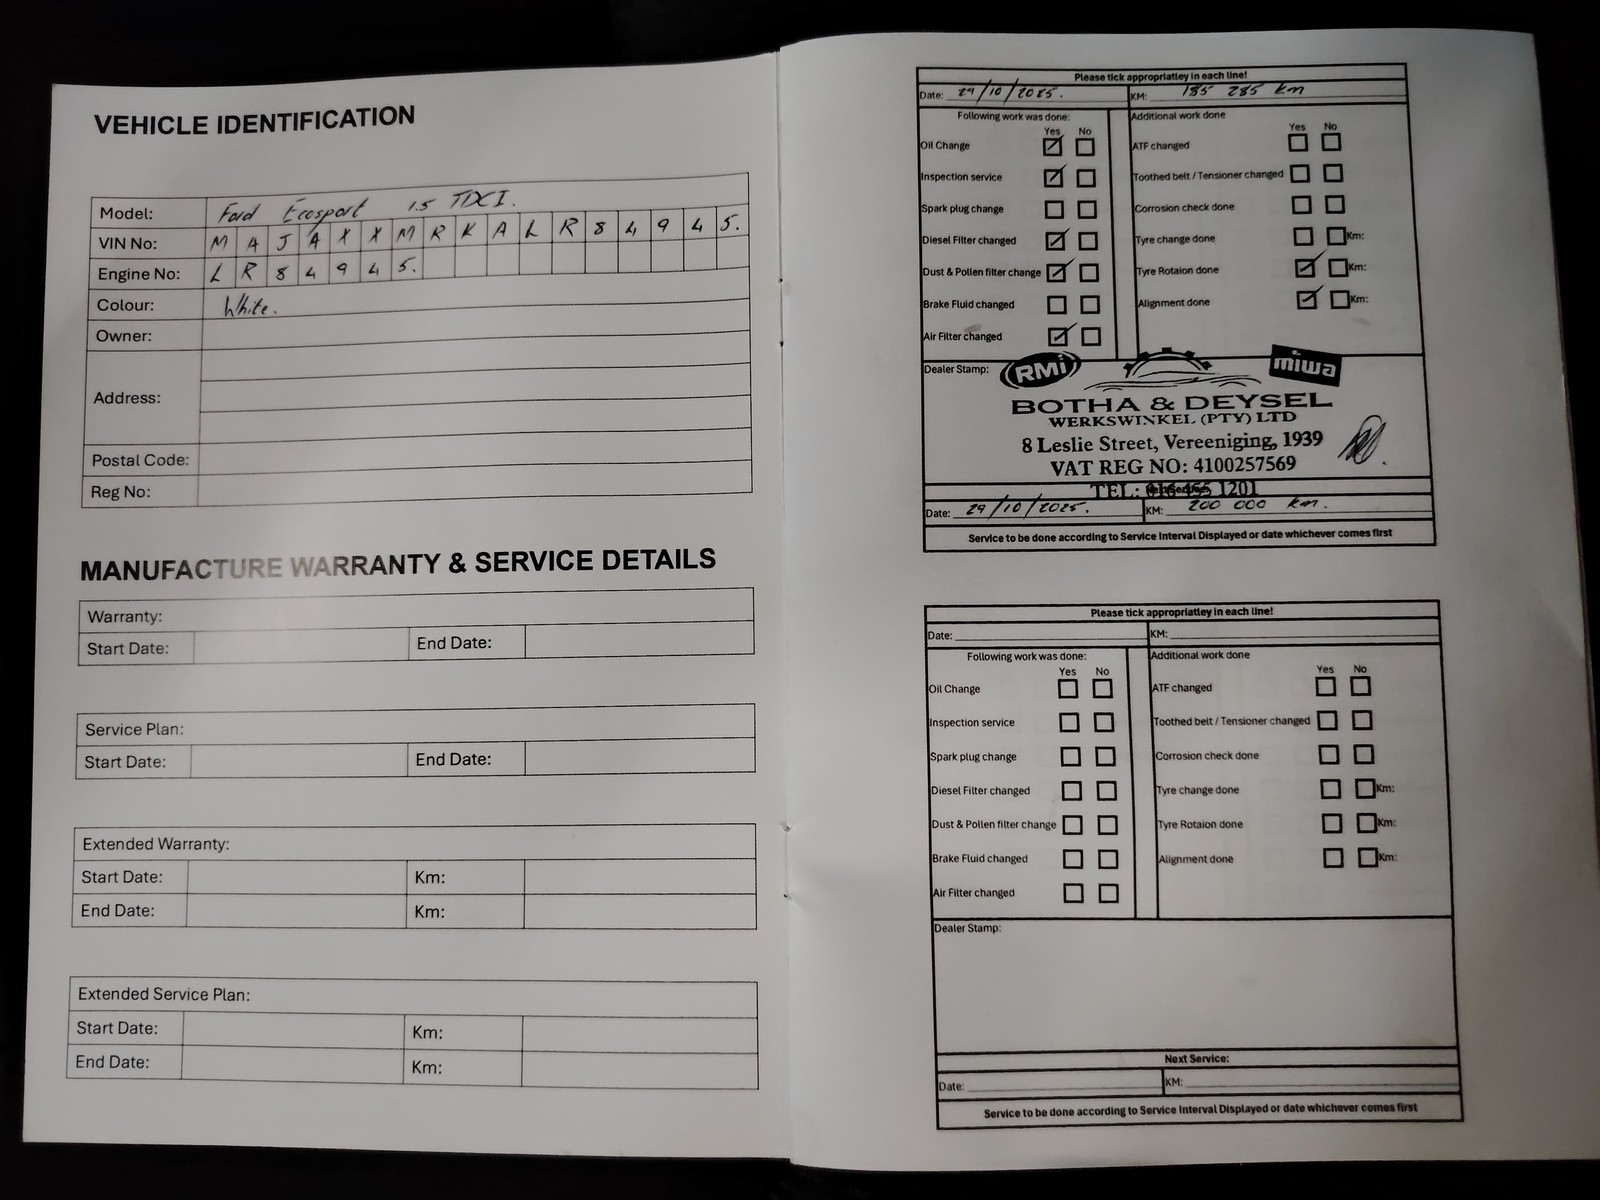 VEHICLE IDENTIFICATION
Model: Ford Ecosport 1.5 TDCI.
VIN No: M A J A X X M R K A L R 8 4 9 4 5.
Engine No: L R 8 4 9 4 5.
Colour: White.
Owner:
Address:
Postal Code:
Reg No:
MANUFACTURE WARRANTY & SERVICE DETAILS
Warranty:
Start Date: End Date:
Service Plan:
Start Date: End Date:
Extended Warranty:
Start Date: Km:
End Date: Km:
Extended Service Plan:
Start Date: Km:
End Date: Km:
Please tick appropriatley in each line!
Date: 29/10/2025. KM: 185 285 km
Following work was done: Additional work done
Yes No Yes No
Oil Change ATF changed
Inspection service Toothed belt / Tensioner changed
Spark plug change Corrosion check done
Diesel Filter changed Tyre change done Km:
Dust & Pollen filter change Tyre Rotaion done Km:
Brake Fluid changed Alignment done Km:
Air Filter changed
Dealer Stamp: RMi miwa
BOTHA & DEYSEL
WERKSWINKEL (PTY) LTD
8 Leslie Street, Vereeniging, 1939
VAT REG NO: 4100257569
TEL: 1201
Date: 29/10/2025. KM: 200 000 km.
Service to be done according to Service Interval Displayed or date whichever comes first
Please tick appropriatley in each line!
Date: KM:
Following work was done: Additional work done
Yes No Yes No
Oil Change ATF changed
Inspection service Toothed belt / Tensioner changed
Spark plug change Corrosion check done
Diesel Filter changed Tyre change done Km:
Dust & Pollen filter change Tyre Rotaion done Km:
Brake Fluid changed Alignment done Km:
Air Filter changed
Dealer Stamp:
Next Service:
Date: KM:
Service to be done according to Service Interval Displayed or date whichever comes first